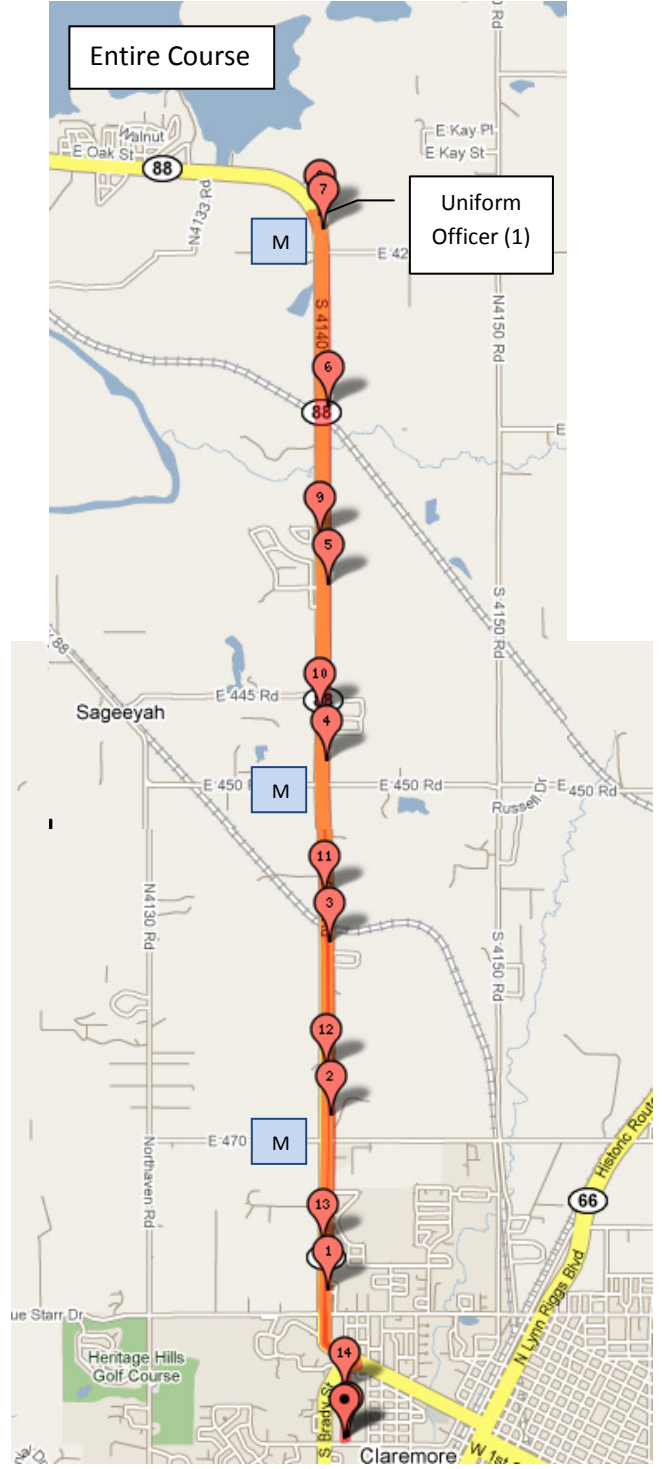 Entire Course
RD
Walnut
E Oak St
88
N4133 Rd
E Kay Pl
E Kay St
7
Uniform
Officer (1)
M
E 42
S 4140
N4150 Rd
6
88
E
9
5
S 4150 Rd
88
10
E 445 Rd
Sageeyah
4
M
E 450
E 450 Rd
Russell Dr
11
3
N4130 Rd
S 4150 Rd
12
2
M
E 470
Historic Route
66
Northaven Rd
13
1
ue Starr Dr
N Lynn Riggs Blvd
14
Heritage Hills
Golf Course
S Brady St
Claremore
W 1st